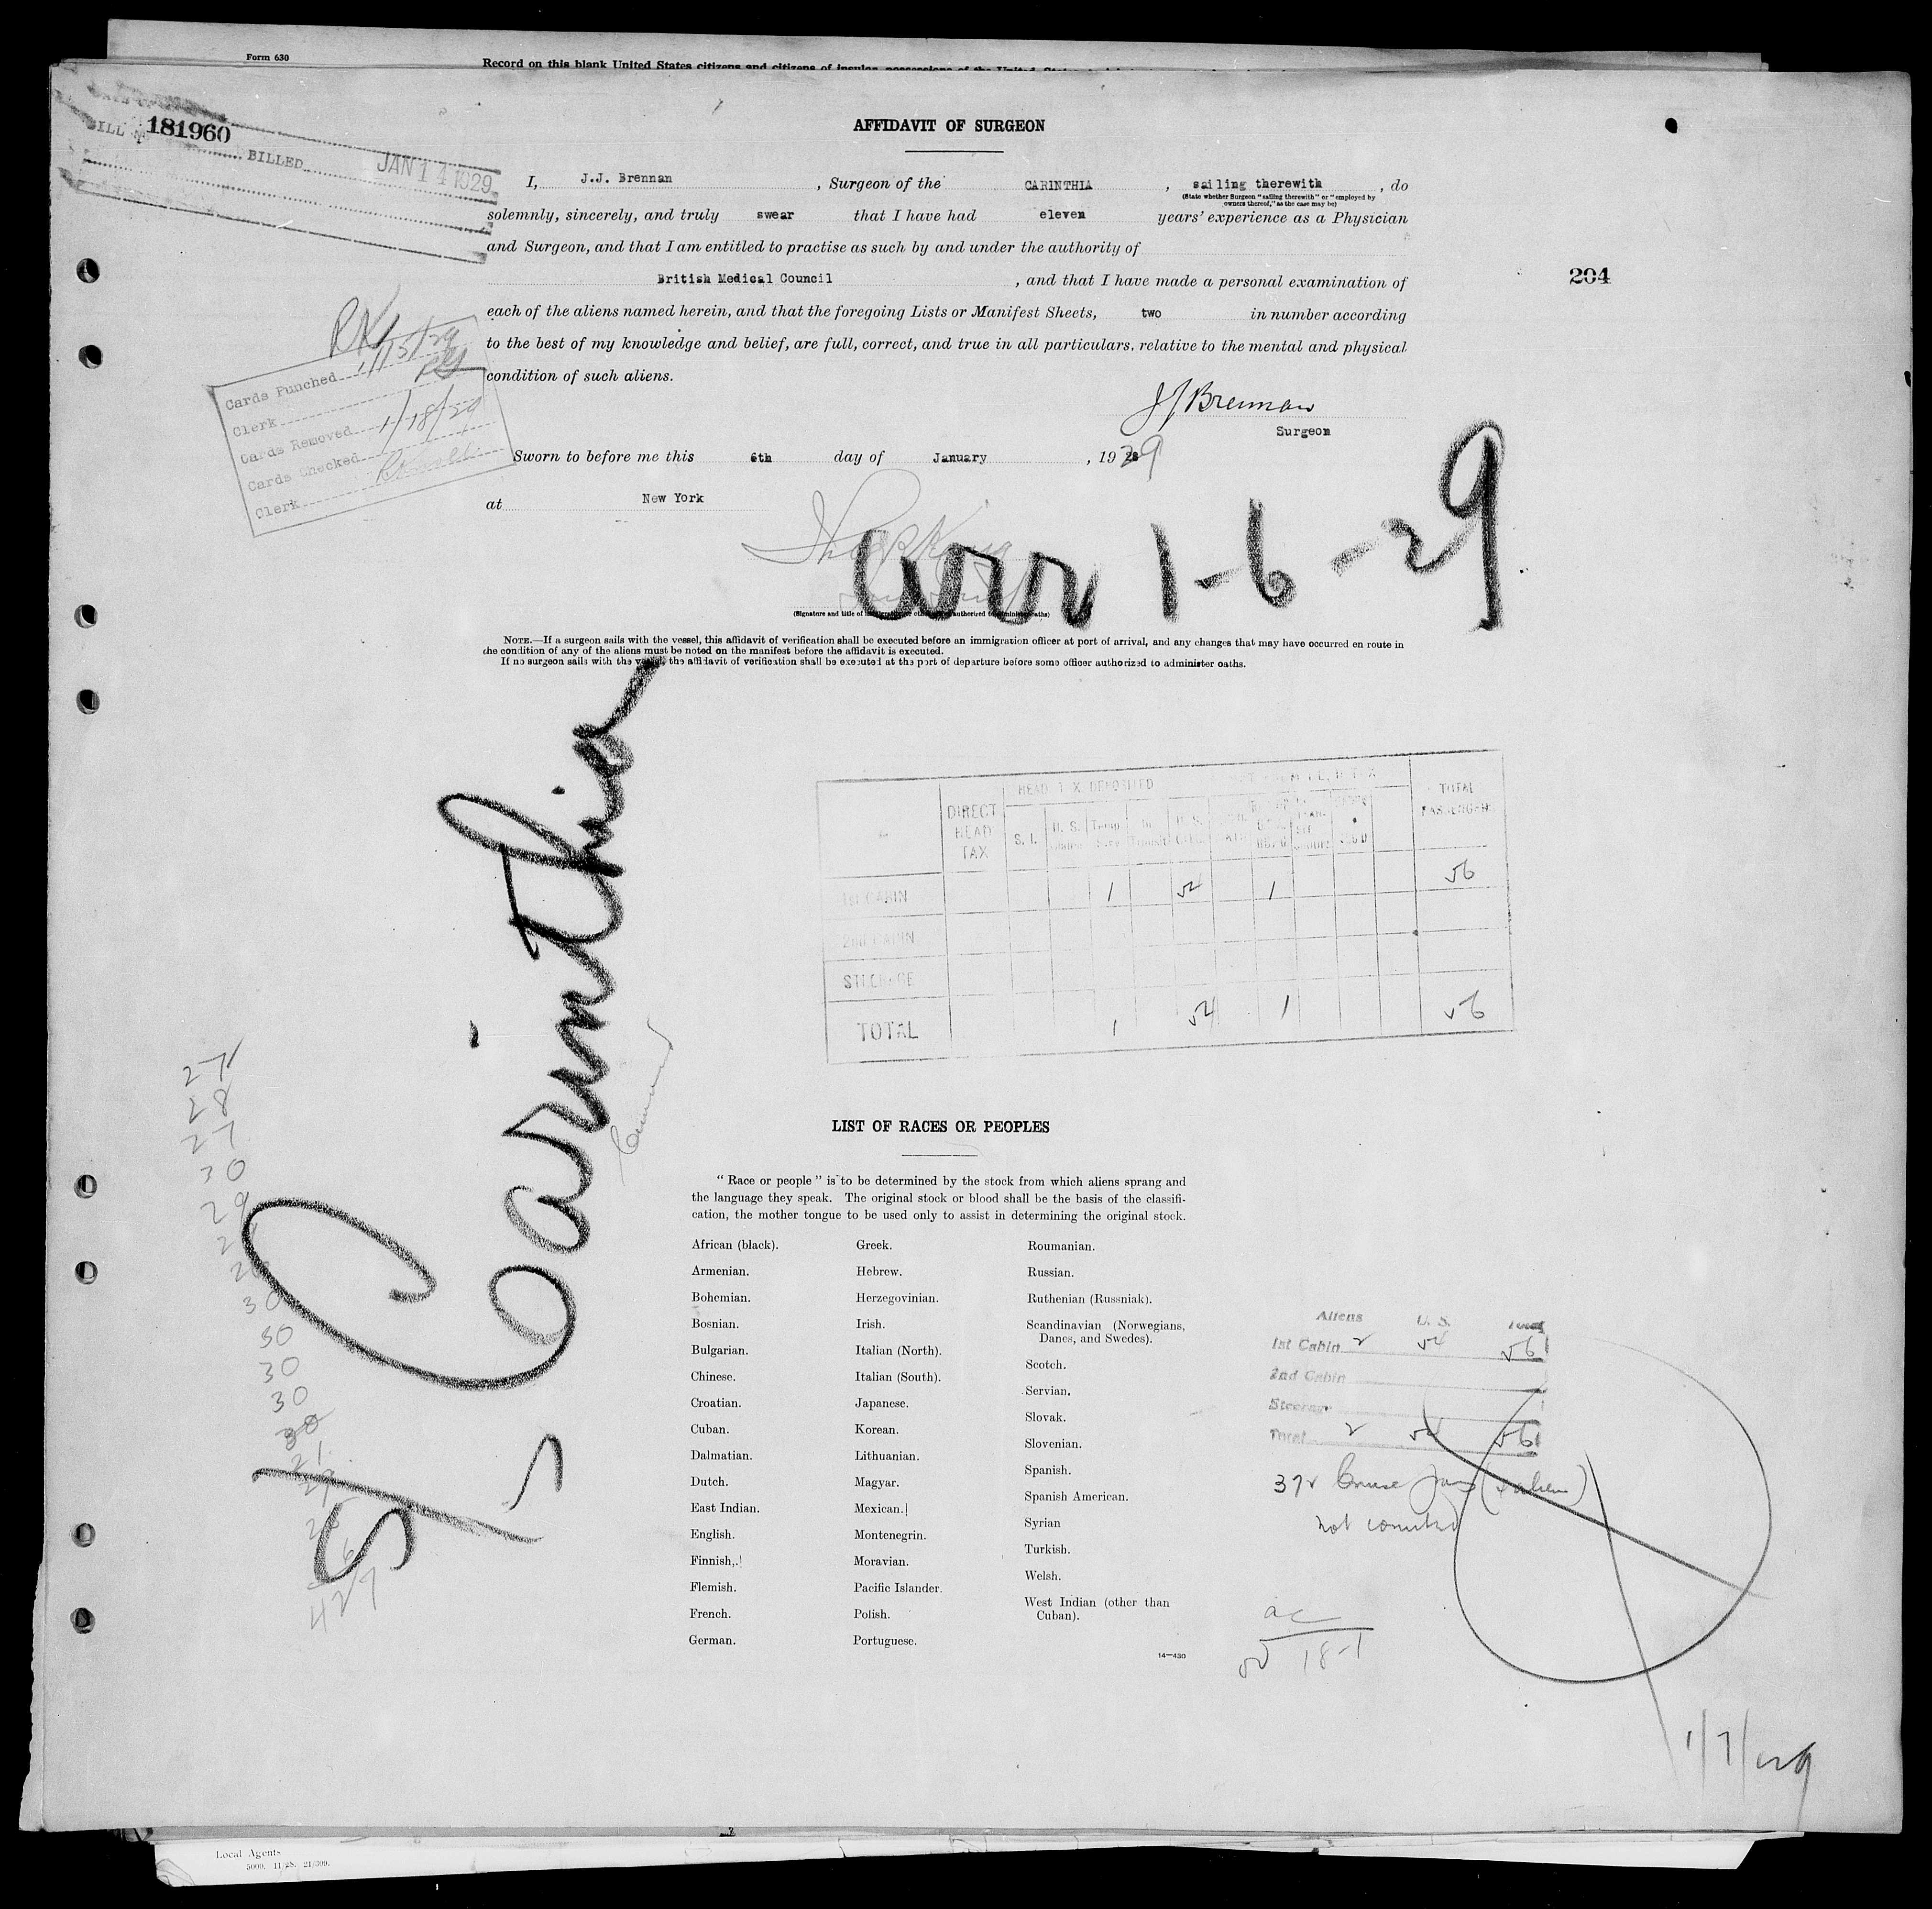 Form 630
Record on this blank United States citizens and citizens of insular possessions of the United States
181960
BILLED
JAN 14 1929
AFFIDAVIT OF SURGEON
I, J.J. Brennan, Surgeon of the CARINTHIA, sailing therewith, do
(State whether Surgeon "sailing therewith" or "employed by
owners thereof," as the case may be)
solemnly, sincerely, and truly swear that I have had eleven years' experience as a Physician
and Surgeon, and that I am entitled to practise as such by and under the authority of
British Medical Council, and that I have made a personal examination of
204
each of the aliens named herein, and that the foregoing Lists or Manifest Sheets, two in number according
to the best of my knowledge and belief, are full, correct, and true in all particulars, relative to the mental and physical
condition of such aliens.
Cards Punched 1/15/29
Clerk
Cards Removed 1/18/29
Cards Checked
Clerk
JJ Brennan
Surgeon
Sworn to before me this 6th day of January, 1929
at New York
arr 1-6-29
NOTE.—If a surgeon sails with the vessel, this affidavit of verification shall be executed before an immigration officer at port of arrival, and any changes that may have occurred en route in
the condition of any of the aliens must be noted on the manifest before the affidavit is executed.
If no surgeon sails with the vessel, the affidavit of verification shall be executed at the port of departure before some officer authorized to administer oaths.
S/S Carinthia
Cunard
HEAD TAX DEPOSITED
DIRECT HEAD TAX
S. I.
TOTAL PASSENGERS
1st CABIN 1 54 1 56
2nd CABIN
STEERAGE
TOTAL 1 54 1 56
27
28
27
30
29
30
30
30
30
30
427
LIST OF RACES OR PEOPLES
"Race or people" is to be determined by the stock from which aliens sprang and
the language they speak. The original stock or blood shall be the basis of the classifi-
cation, the mother tongue to be used only to assist in determining the original stock.
African (black).
Armenian.
Bohemian.
Bosnian.
Bulgarian.
Chinese.
Croatian.
Cuban.
Dalmatian.
Dutch.
East Indian.
English.
Finnish.
Flemish.
French.
German.
Greek.
Hebrew.
Herzegovinian.
Irish.
Italian (North).
Italian (South).
Japanese.
Korean.
Lithuanian.
Magyar.
Mexican.
Montenegrin.
Moravian.
Pacific Islander.
Polish.
Portuguese.
Roumanian.
Russian.
Ruthenian (Russniak).
Scandinavian (Norwegians,
Danes, and Swedes).
Scotch.
Servian.
Slovak.
Slovenian.
Spanish.
Spanish American.
Syrian
Turkish.
Welsh.
West Indian (other than
Cuban).
14—430
Aliens U. S. Total
1st Cabin 2 54 56
2nd Cabin
Steerage
Total 2 54 56
372 Cruise
not counted
18-1
1/7/29
Local Agents
5000. 11/28. 21/309.